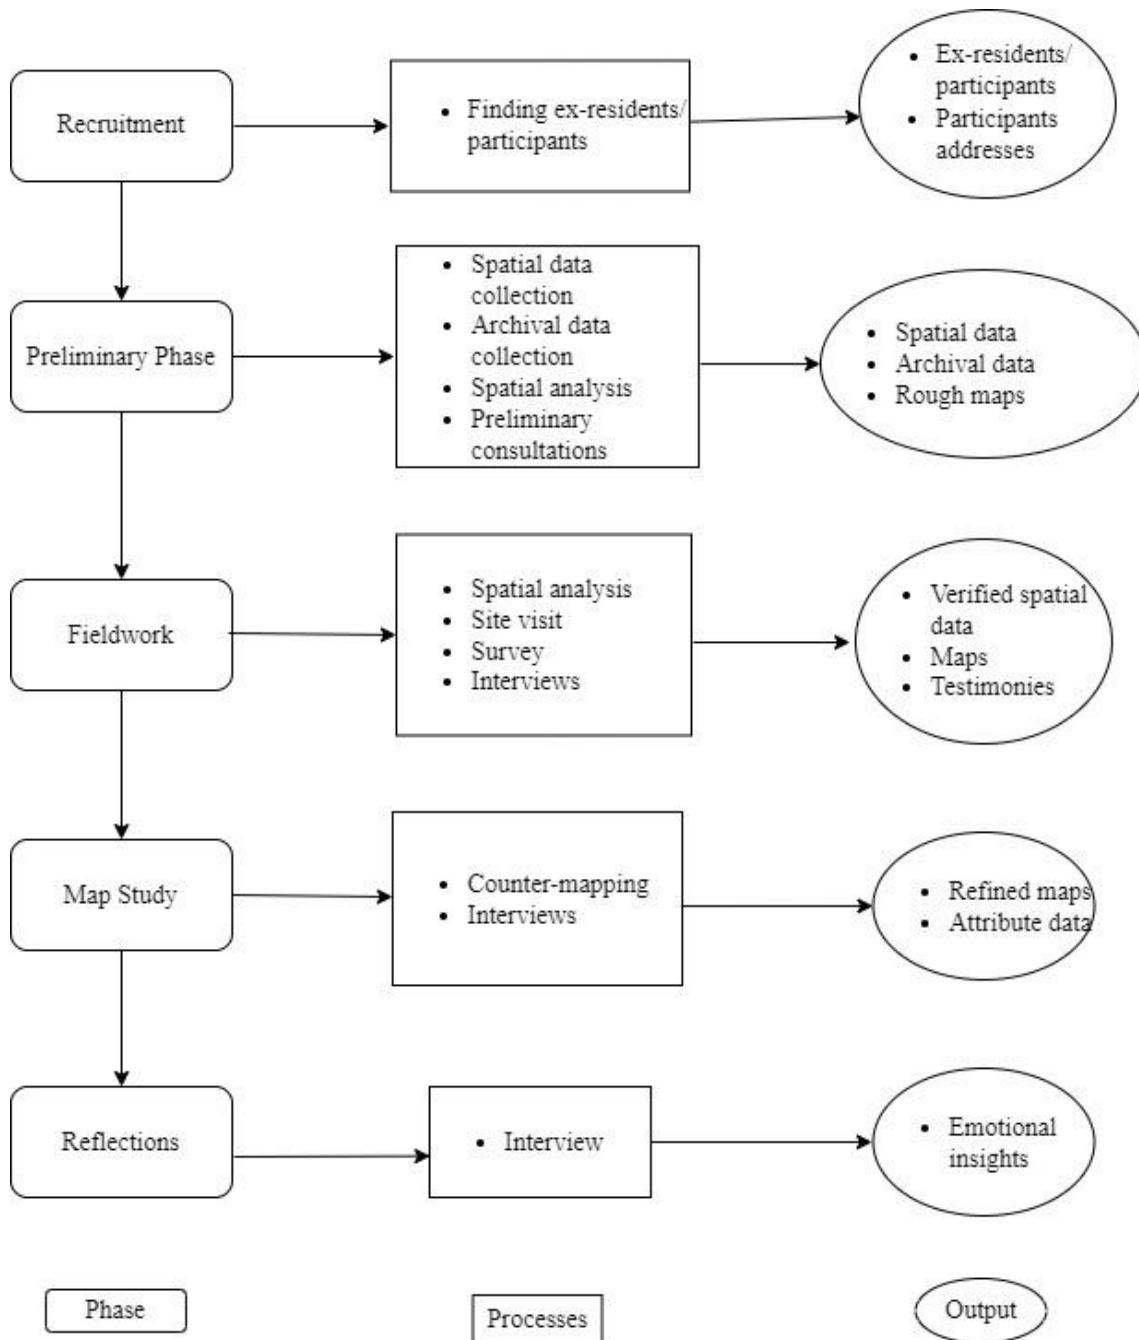 Recruitment
• Finding ex-residents/
participants
• Ex-residents/
participants
• Participants
addresses
Preliminary Phase
• Spatial data
collection
• Archival data
collection
• Spatial analysis
• Preliminary
consultations
• Spatial data
• Archival data
• Rough maps
Fieldwork
• Spatial analysis
• Site visit
• Survey
• Interviews
• Verified spatial
data
• Maps
• Testimonies
Map Study
• Counter-mapping
• Interviews
• Refined maps
• Attribute data
Reflections
• Interview
• Emotional
insights
Phase
Processes
Output